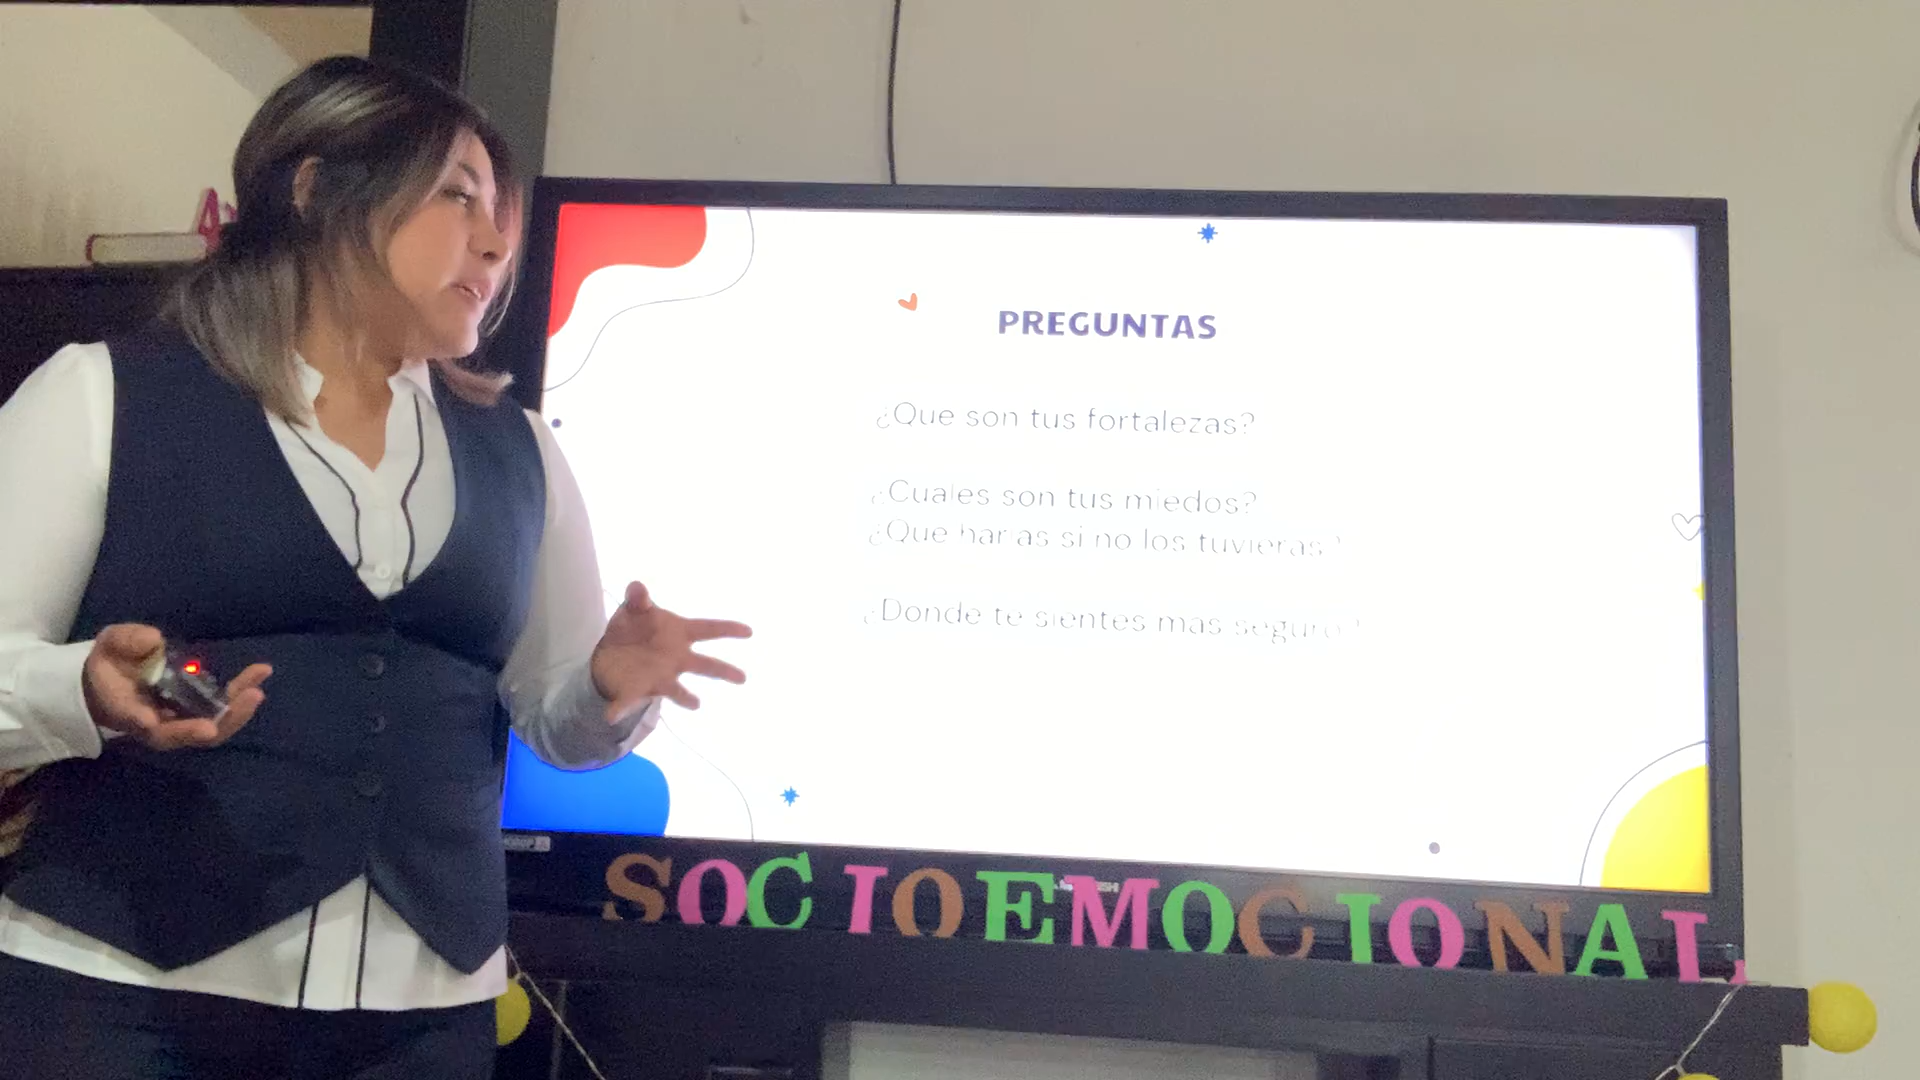 PREGUNTAS
¿Que son tus fortalezas?
¿Cuales son tus miedos?
¿Que harias si no los tuvieras?
¿Donde te sientes mas seguro?
SOCIOEMOCIONAL